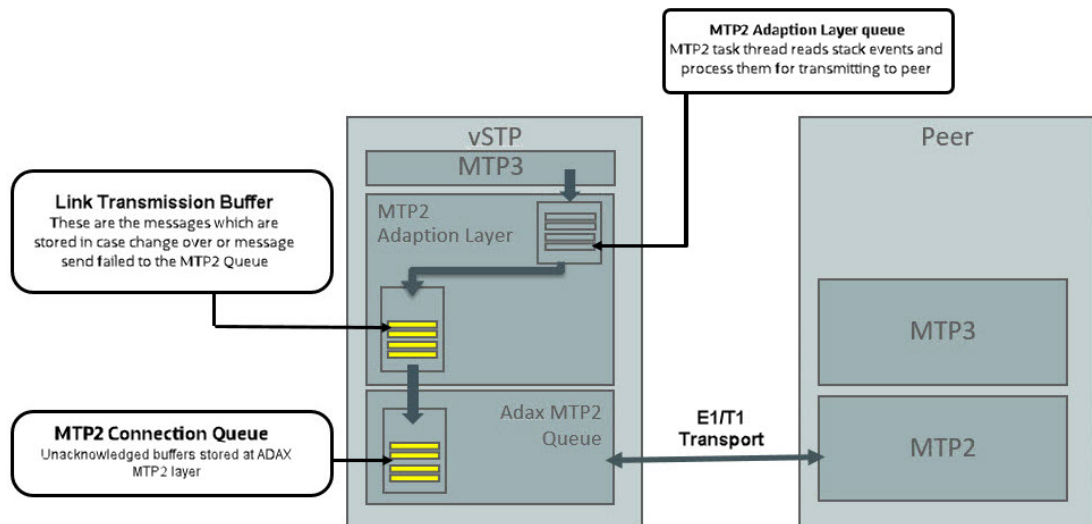 MTP2 Adaption Layer queue
MTP2 task thread reads stack events and
process them for transmitting to peer
vSTP
MTP3
MTP2
Adaption Layer
Link Transmission Buffer
These are the messages which are
stored in case change over or message
send failed to the MTP2 Queue
MTP2 Connection Queue
Unacknowledged buffers stored at ADAX
MTP2 layer
Adax MTP2
Queue
E1/T1
Transport
Peer
MTP3
MTP2